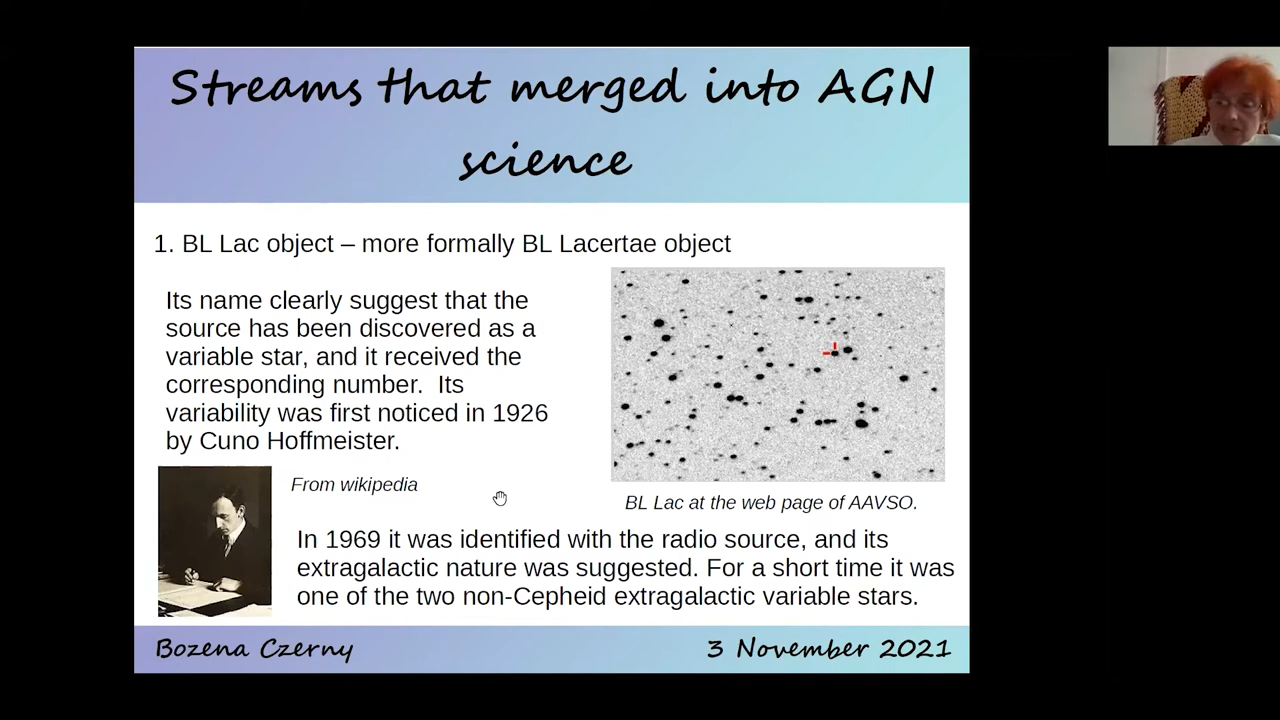 Streams that merged into AGN
science
1. BL Lac object – more formally BL Lacertae object
Its name clearly suggest that the
source has been discovered as a
variable star, and it received the
corresponding number.  Its
variability was first noticed in 1926
by Cuno Hoffmeister.
From wikipedia
BL Lac at the web page of AAVSO.
In 1969 it was identified with the radio source, and its
extragalactic nature was suggested. For a short time it was
one of the two non-Cepheid extragalactic variable stars.
Bozena Czerny
3 November 2021